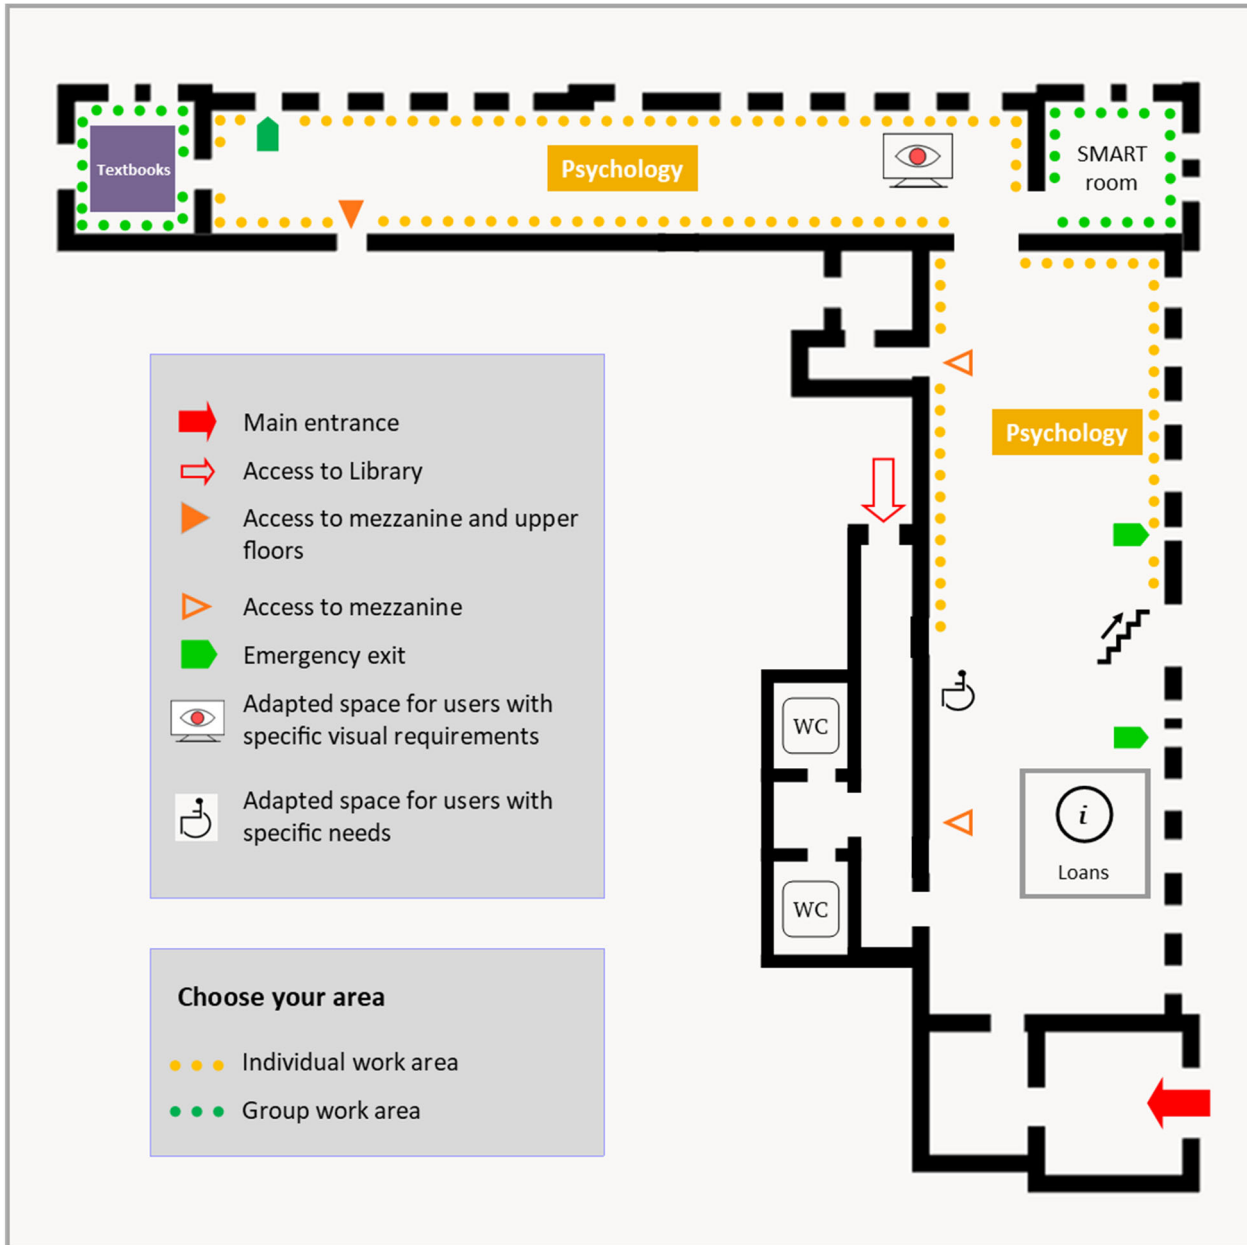 Textbooks
Psychology
SMART
room
Psychology
Main entrance
Access to Library
Access to mezzanine and upper
floors
Access to mezzanine
Emergency exit
Adapted space for users with
specific visual requirements
Adapted space for users with
specific needs
WC
i
Loans
WC
Choose your area
Individual work area
Group work area